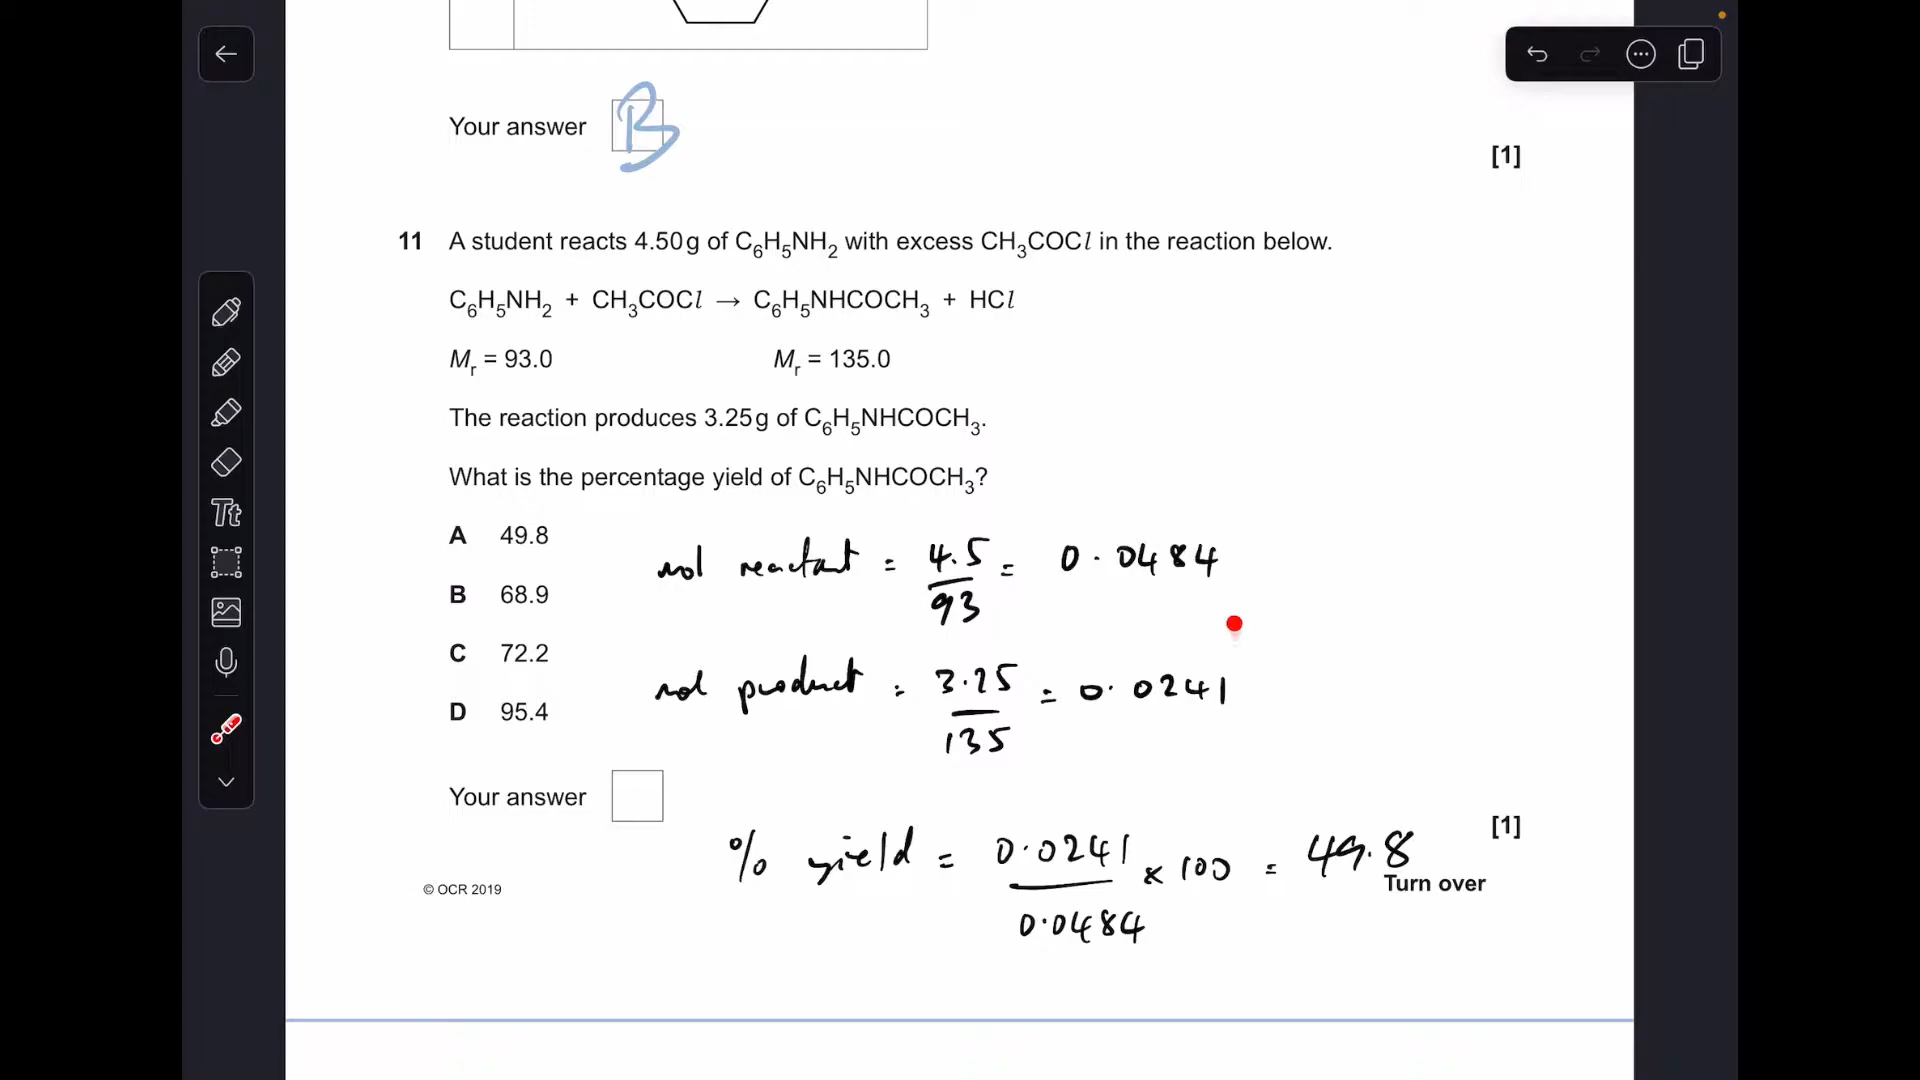 Your answer B
[1]
11 A student reacts 4.50 g of C₆H₅NH₂ with excess CH₃COCl in the reaction below.
C₆H₅NH₂ + CH₃COCl → C₆H₅NHCOCH₃ + HCl
Mᵣ = 93.0 Mᵣ = 135.0
The reaction produces 3.25 g of C₆H₅NHCOCH₃.
What is the percentage yield of C₆H₅NHCOCH₃?
A 49.8
B 68.9
C 72.2
D 95.4
mol reactant = 4.5 / 93 = 0.0484
mol product = 3.25 / 135 = 0.0241
Your answer
[1]
% yield = 0.0241 / 0.0484 × 100 = 49.8
© OCR 2019
Turn over
Tt